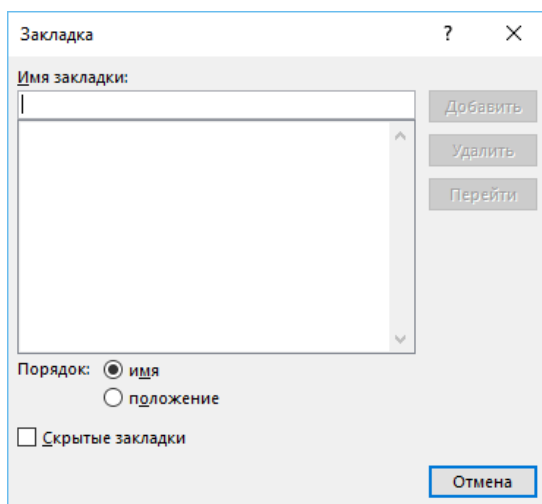 Закладка ?
Имя закладки:
Добавить
Удалить
Перейти
Порядок: имя
положение
Скрытые закладки
Отмена